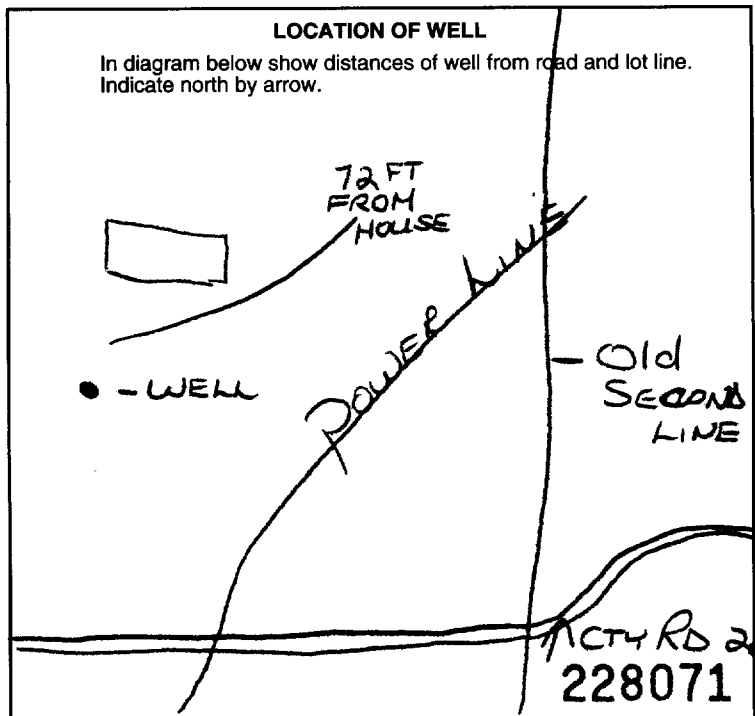 LOCATION OF WELL
In diagram below show distances of well from road and lot line.
Indicate north by arrow.
72 FT
FROM
HOUSE
POWER LINE
- WELL
- Old
SECOND
LINE
CTY RD 2
228071